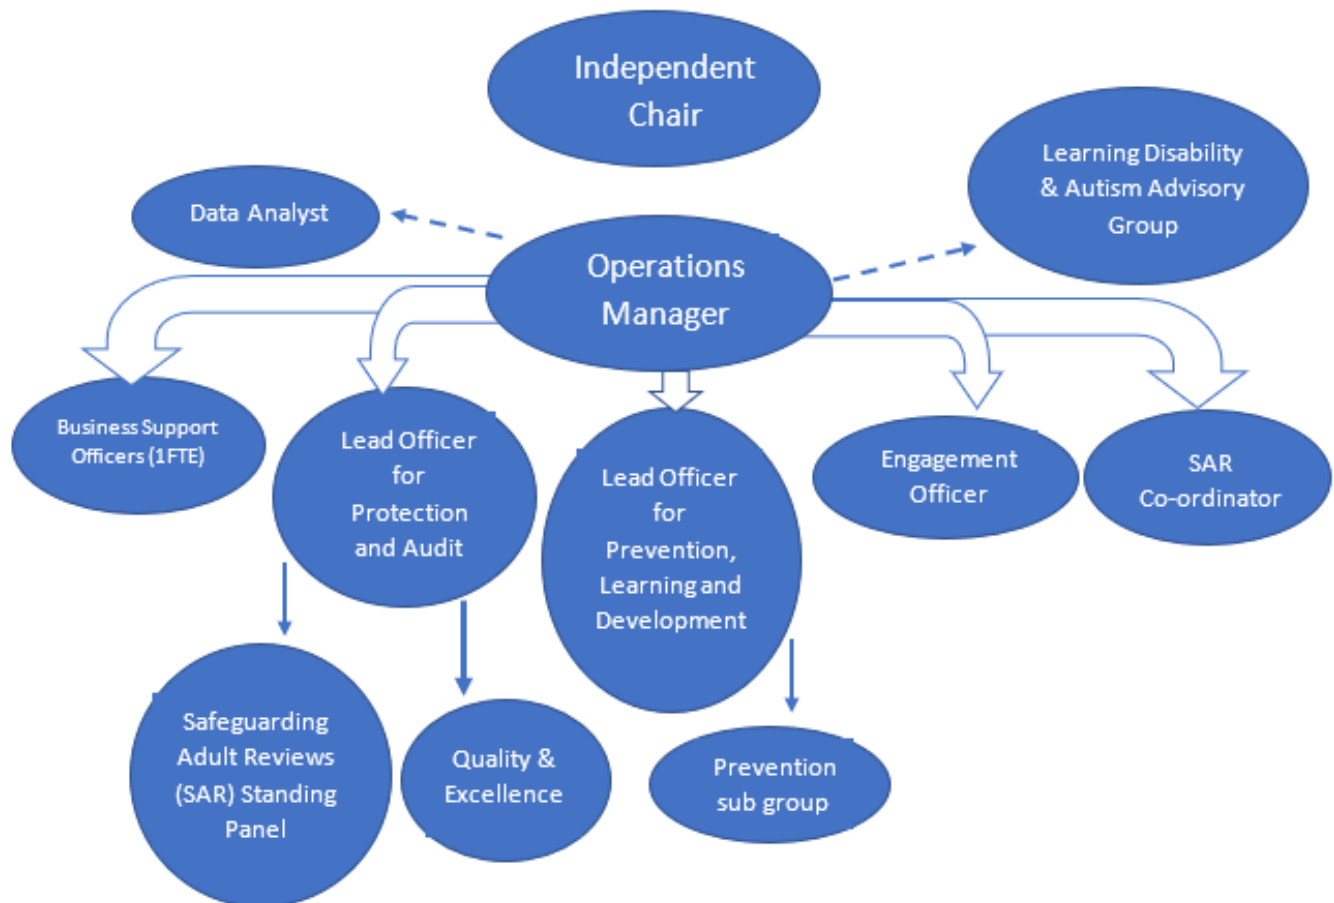 Independent
Chair
Learning Disability
& Autism Advisory
Group
Data Analyst
Operations
Manager
Business Support
Officers (1FTE)
Lead Officer
for
Protection
and Audit
Lead Officer
for
Prevention,
Learning and
Development
Engagement
Officer
SAR
Co-ordinator
Safeguarding
Adult Reviews
(SAR) Standing
Panel
Quality &
Excellence
Prevention
sub group